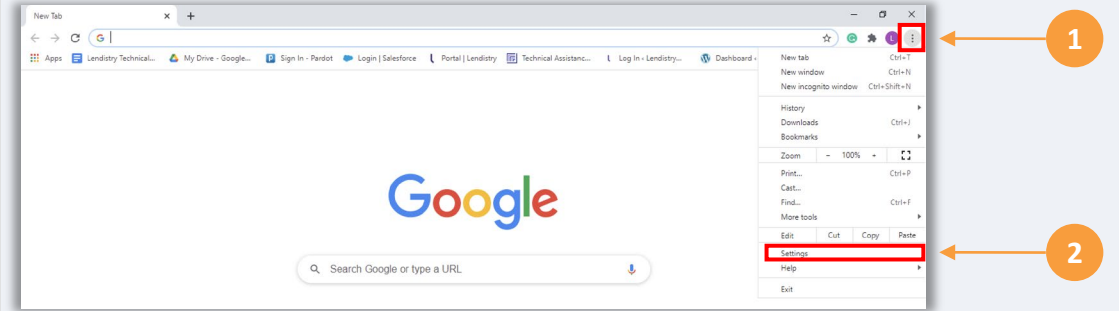 New Tab
G
Apps Lendistry Technical... My Drive - Google... Sign In - Pardot Login | Salesforce Portal | Lendistry Technical Assistanc... Log In ‹ Lendistry... Dashboard ‹
L
1
New tab Ctrl+T
New window Ctrl+N
New incognito window Ctrl+Shift+N
History
Downloads Ctrl+J
Bookmarks
Zoom - 100% +
Print... Ctrl+P
Cast...
Find... Ctrl+F
More tools
Edit Cut Copy Paste
Settings
2
Help
Exit
Google
Search Google or type a URL